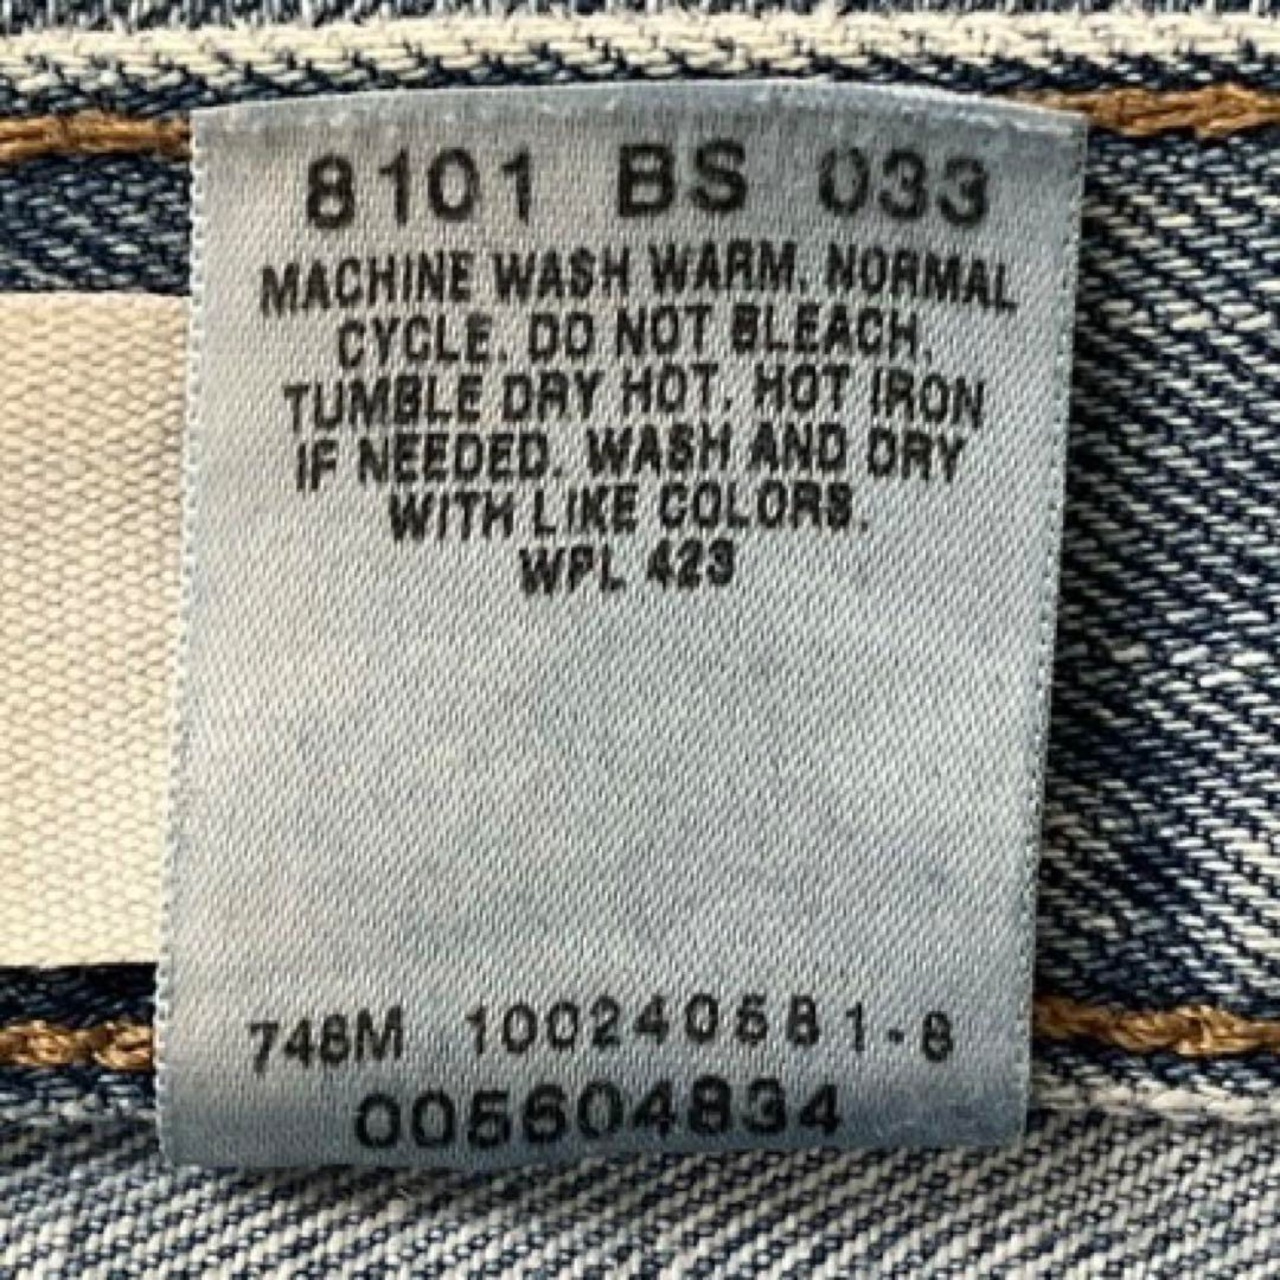 8101 BS 033
MACHINE WASH WARM, NORMAL
CYCLE. DO NOT BLEACH.
TUMBLE DRY HOT. HOT IRON
IF NEEDED. WASH AND DRY
WITH LIKE COLORS.
WPL 423
748M 100240581-8
005604834